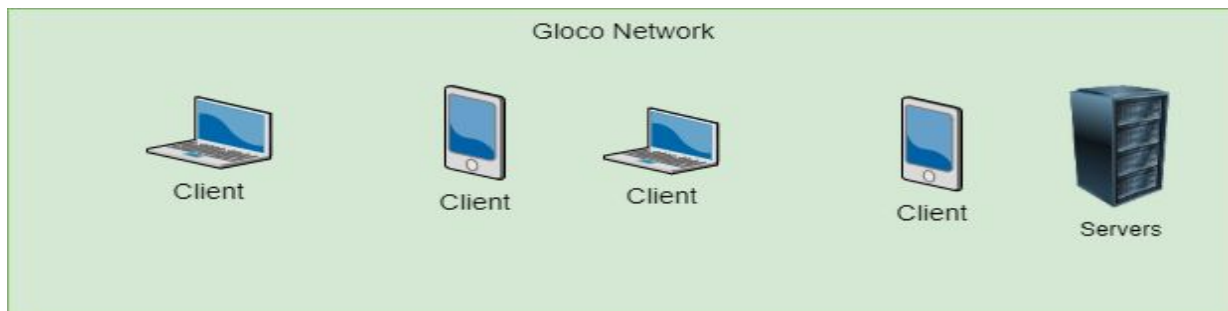 Gloco Network
Client
Client
Client
Client
Servers